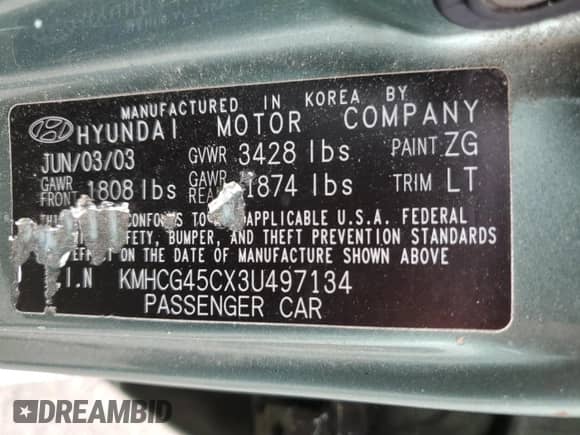 MANUFACTURED IN KOREA BY
HYUNDAI MOTOR COMPANY
JUN/03/03 GVWR 3428 lbs PAINT ZG
GAWR FRONT 1808 lbs GAWR 1874 lbs TRIM LT
CONFORMS TO APPLICABLE U.S.A. FEDERAL
BUMPER, AND THEFT PREVENTION STANDARDS
ON THE DATE OF MANUFACTURE SHOWN ABOVE
KMHCG45CX3U497134
PASSENGER CAR
DREAMBID